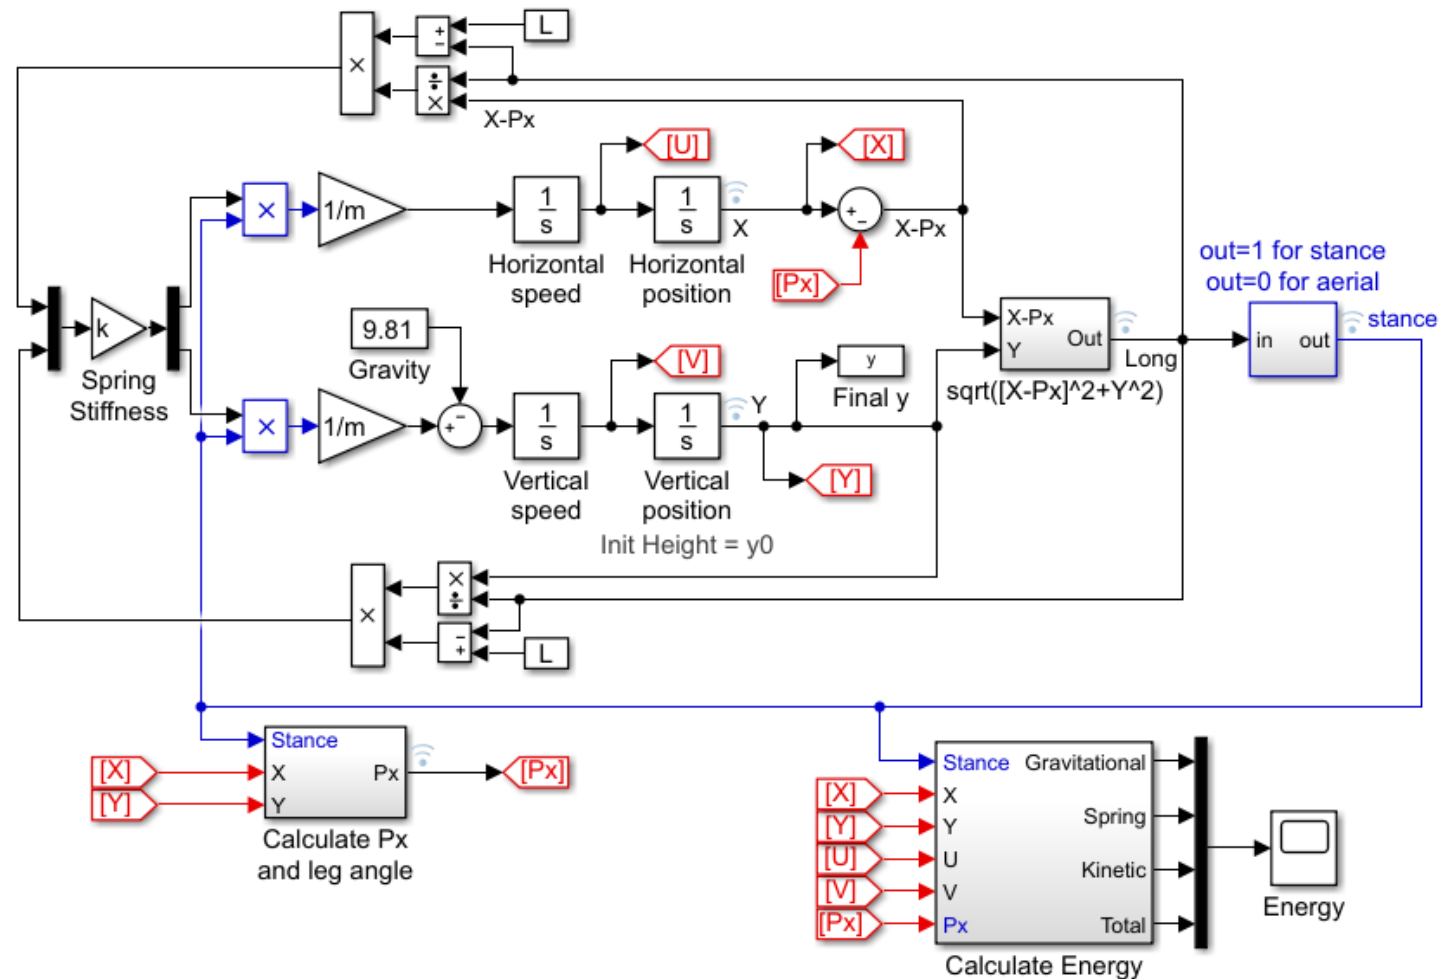 L
+
−
×
÷
×
X-Px
[U]
[X]
×
1/m
1
s
1
s
X
+
−
X-Px
Horizontal
speed
Horizontal
position
[Px]
out=1 for stance
out=0 for aerial
k
Spring
Stiffness
9.81
Gravity
[V]
y
Final y
X-Px
Y
Out
Long
sqrt([X-Px]^2+Y^2)
in
out
stance
×
1/m
−
+
1
s
1
s
Y
Vertical
speed
Vertical
position
[Y]
Init Height = y0
×
×
÷
−
+
L
[X]
[Y]
Stance
X
Y
Px
[Px]
Calculate Px
and leg angle
[X]
[Y]
[U]
[V]
[Px]
Stance
X
Y
U
V
Px
Gravitational
Spring
Kinetic
Total
Calculate Energy
Energy